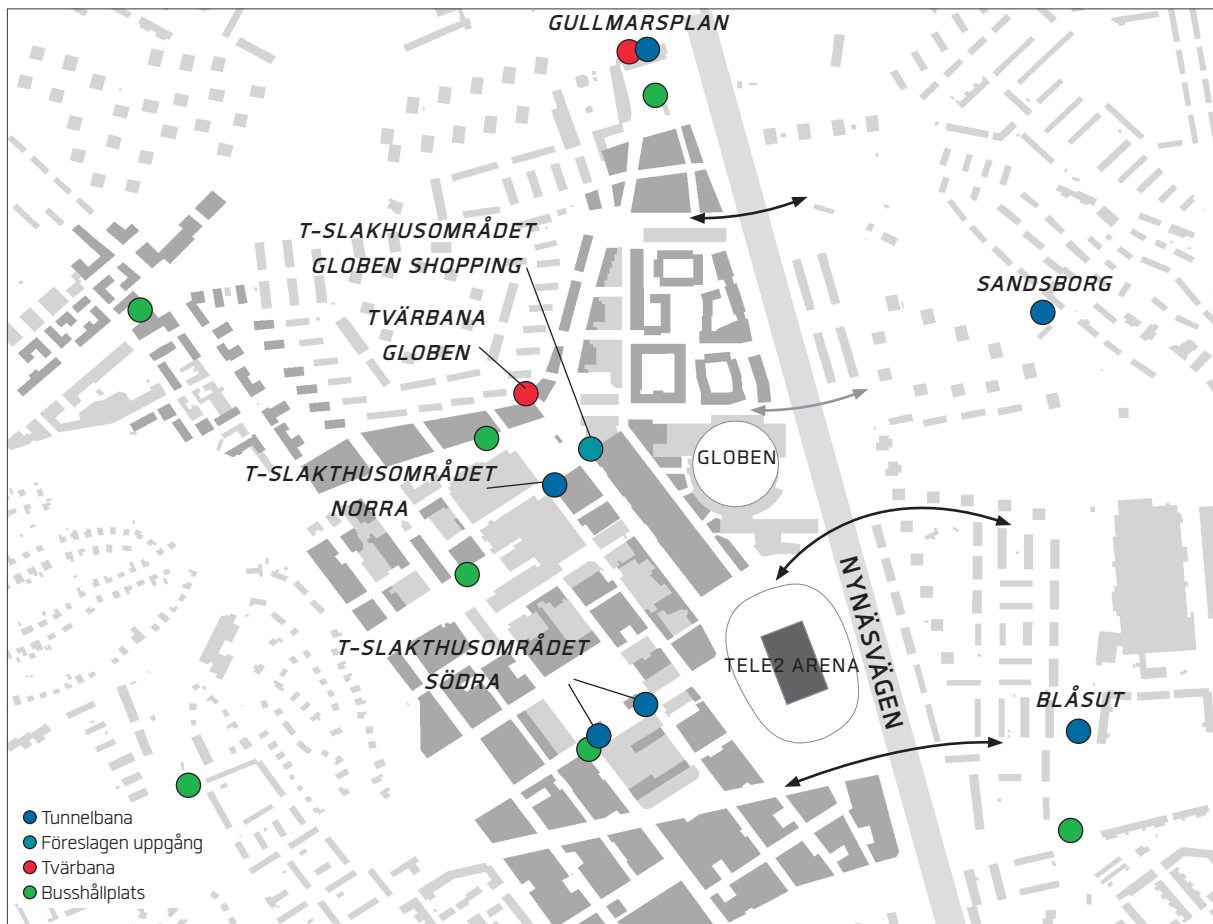 GULLMARSPLAN
T-SLAKHUSOMRÅDET
GLOBEN SHOPPING
SANDSBORG
TVÄRBANA
GLOBEN
GLOBEN
T-SLAKTHUSOMRÅDET
NORRA
NYNÄSVÄGEN
T-SLAKTHUSOMRÅDET
SÖDRA
TELE2 ARENA
BLÅSUT
Tunnelbana
Föreslagen uppgång
Tvärbana
Busshållplats